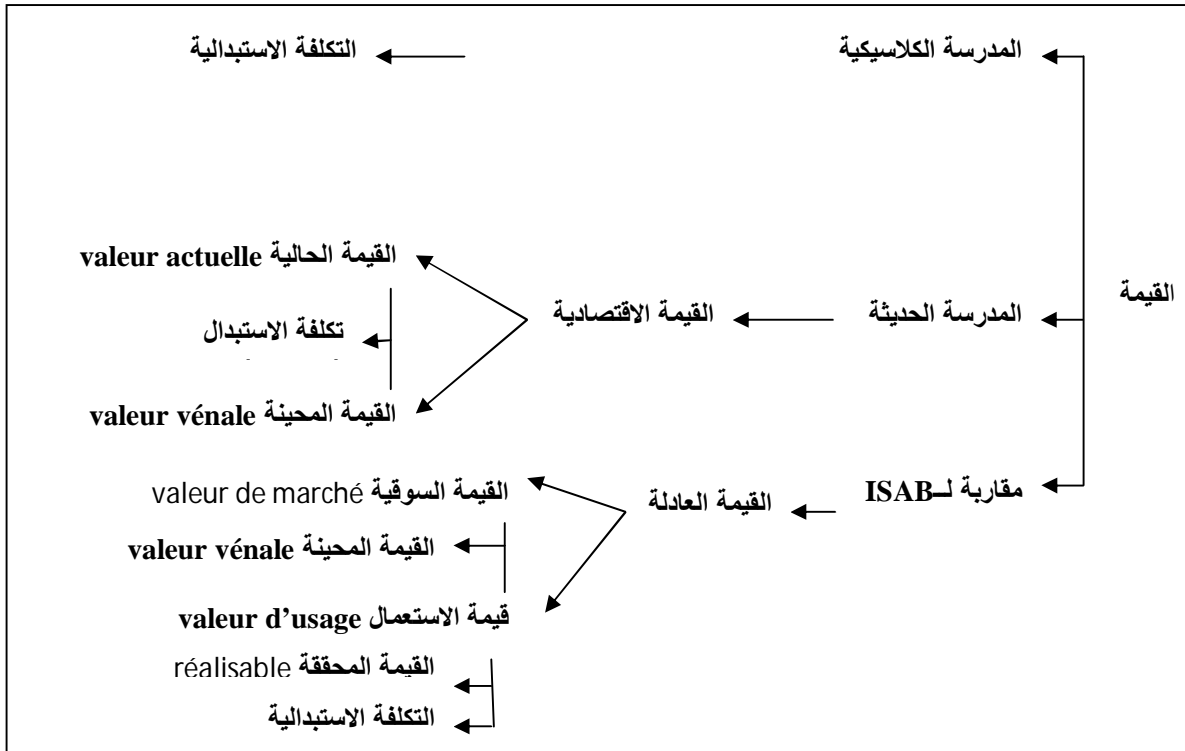 المدرسة الكلاسيكية التكلفة الاستبدالية
القيمة الحالية valeur actuelle
القيمة
المدرسة الحديثة القيمة الاقتصادية
تكلفة الاستبدال
القيمة المحينة valeur vénale
مقاربة لــISAB القيمة العادلة
القيمة السوقية valeur de marché
القيمة المحينة valeur vénale
قيمة الاستعمال valeur d’usage
القيمة المحققة réalisable
التكلفة الاستبدالية